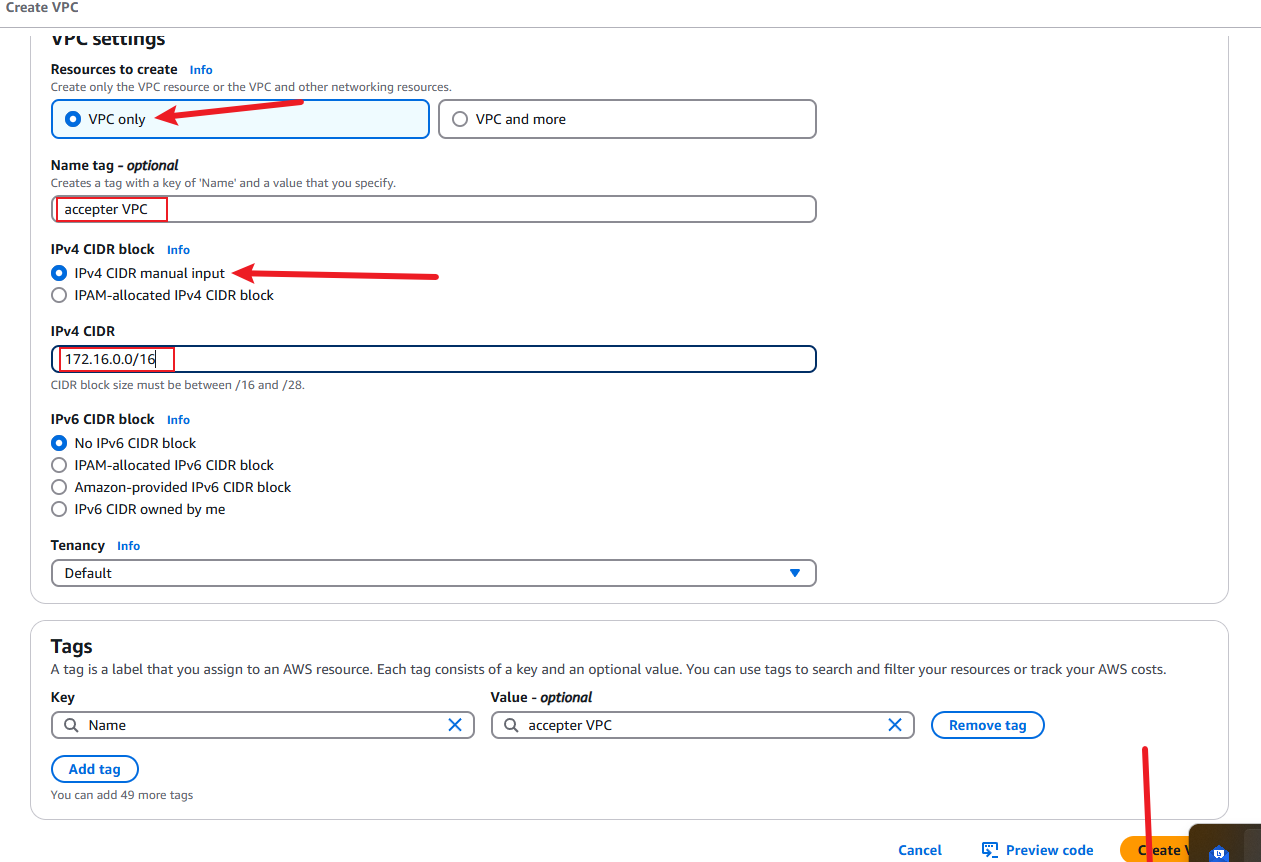 Create VPC
VPC settings
Resources to create Info
Create only the VPC resource or the VPC and other networking resources.
VPC only
VPC and more
Name tag - optional
Creates a tag with a key of 'Name' and a value that you specify.
accepter VPC
IPv4 CIDR block Info
IPv4 CIDR manual input
IPAM-allocated IPv4 CIDR block
IPv4 CIDR
172.16.0.0/16
CIDR block size must be between /16 and /28.
IPv6 CIDR block Info
No IPv6 CIDR block
IPAM-allocated IPv6 CIDR block
Amazon-provided IPv6 CIDR block
IPv6 CIDR owned by me
Tenancy Info
Default
Tags
A tag is a label that you assign to an AWS resource. Each tag consists of a key and an optional value. You can use tags to search and filter your resources or track your AWS costs.
Key
Value - optional
Name
accepter VPC
Remove tag
Add tag
You can add 49 more tags
Cancel
Preview code
Create